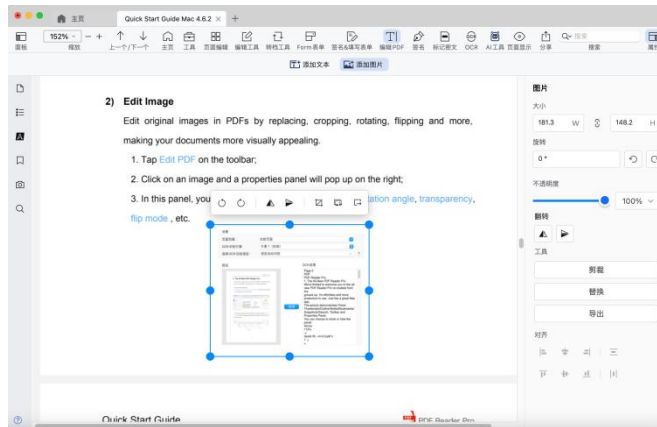 主页 Quick Start Guide Mac 4.6.2 × +
152% − +
面板 缩放 上一个/下一个 主页 工具 页面编辑 编辑工具 转档工具 Form 表单 签名&填写表单 编辑PDF 签名 标记密文 OCR AI工具 页面显示 分享 搜索
添加文本 添加图片
2) Edit Image
Edit original images in PDFs by replacing, cropping, rotating, flipping and more,
making your documents more visually appealing.
1. Tap Edit PDF on the toolbar;
2. Click on an image and a properties panel will pop up on the right;
3. In this panel, you angle, transparency,
flip mode , etc.
Quick Start Guide
PDF Reader Pro
图片
大小
181.3 W 146.2 H
旋转
0 °
不透明度
100%
翻转
工具
剪裁
替换
导出
对齐